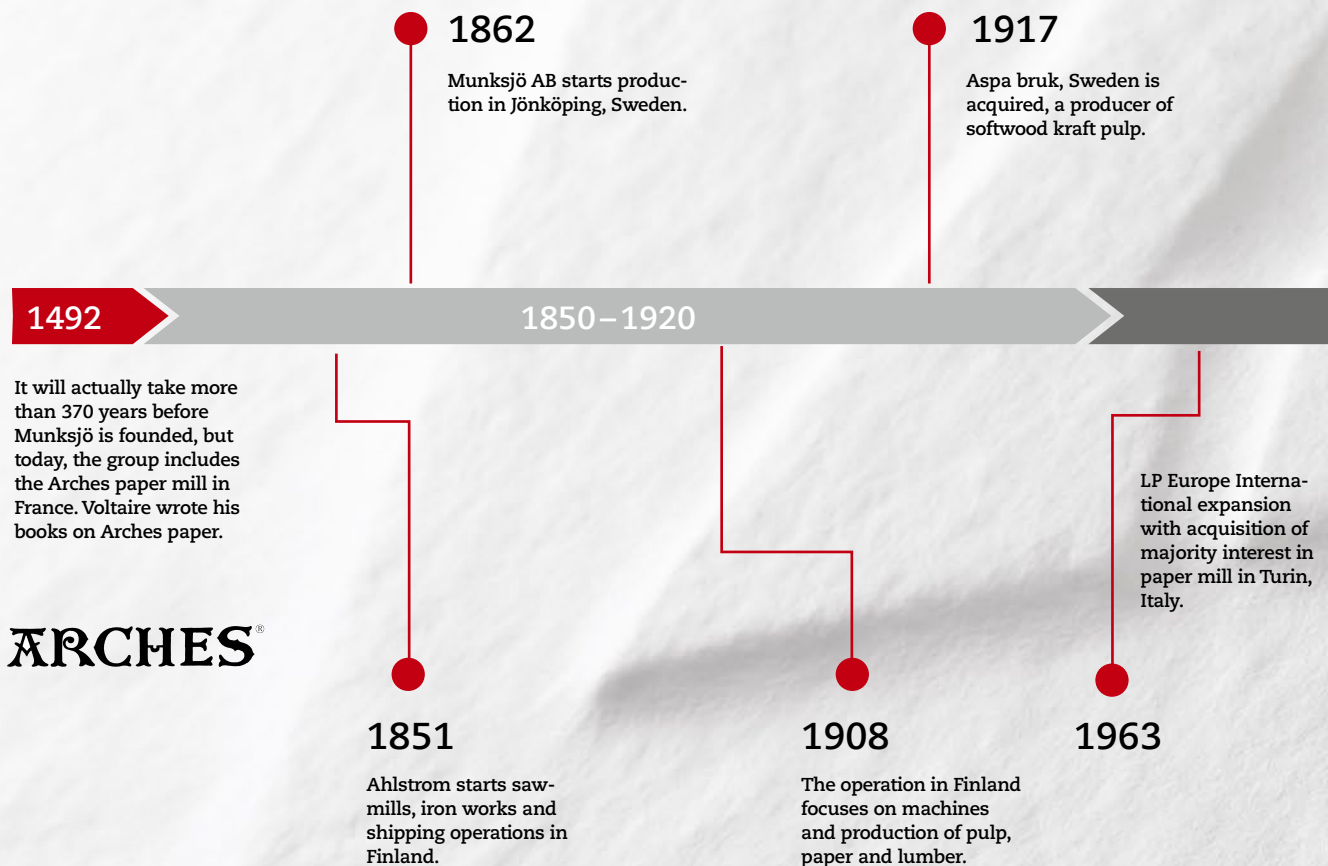 1862
Munksjö AB starts produc-
tion in Jönköping, Sweden.
1917
Aspa bruk, Sweden is
acquired, a producer of
softwood kraft pulp.
1492
1850–1920
It will actually take more
than 370 years before
Munksjö is founded, but
today, the group includes
the Arches paper mill in
France. Voltaire wrote his
books on Arches paper.
ARCHES®
LP Europe Interna-
tional expansion
with acquisition of
majority interest in
paper mill in Turin,
Italy.
1851
Ahlstrom starts saw-
mills, iron works and
shipping operations in
Finland.
1908
The operation in Finland
focuses on machines
and production of pulp,
paper and lumber.
1963